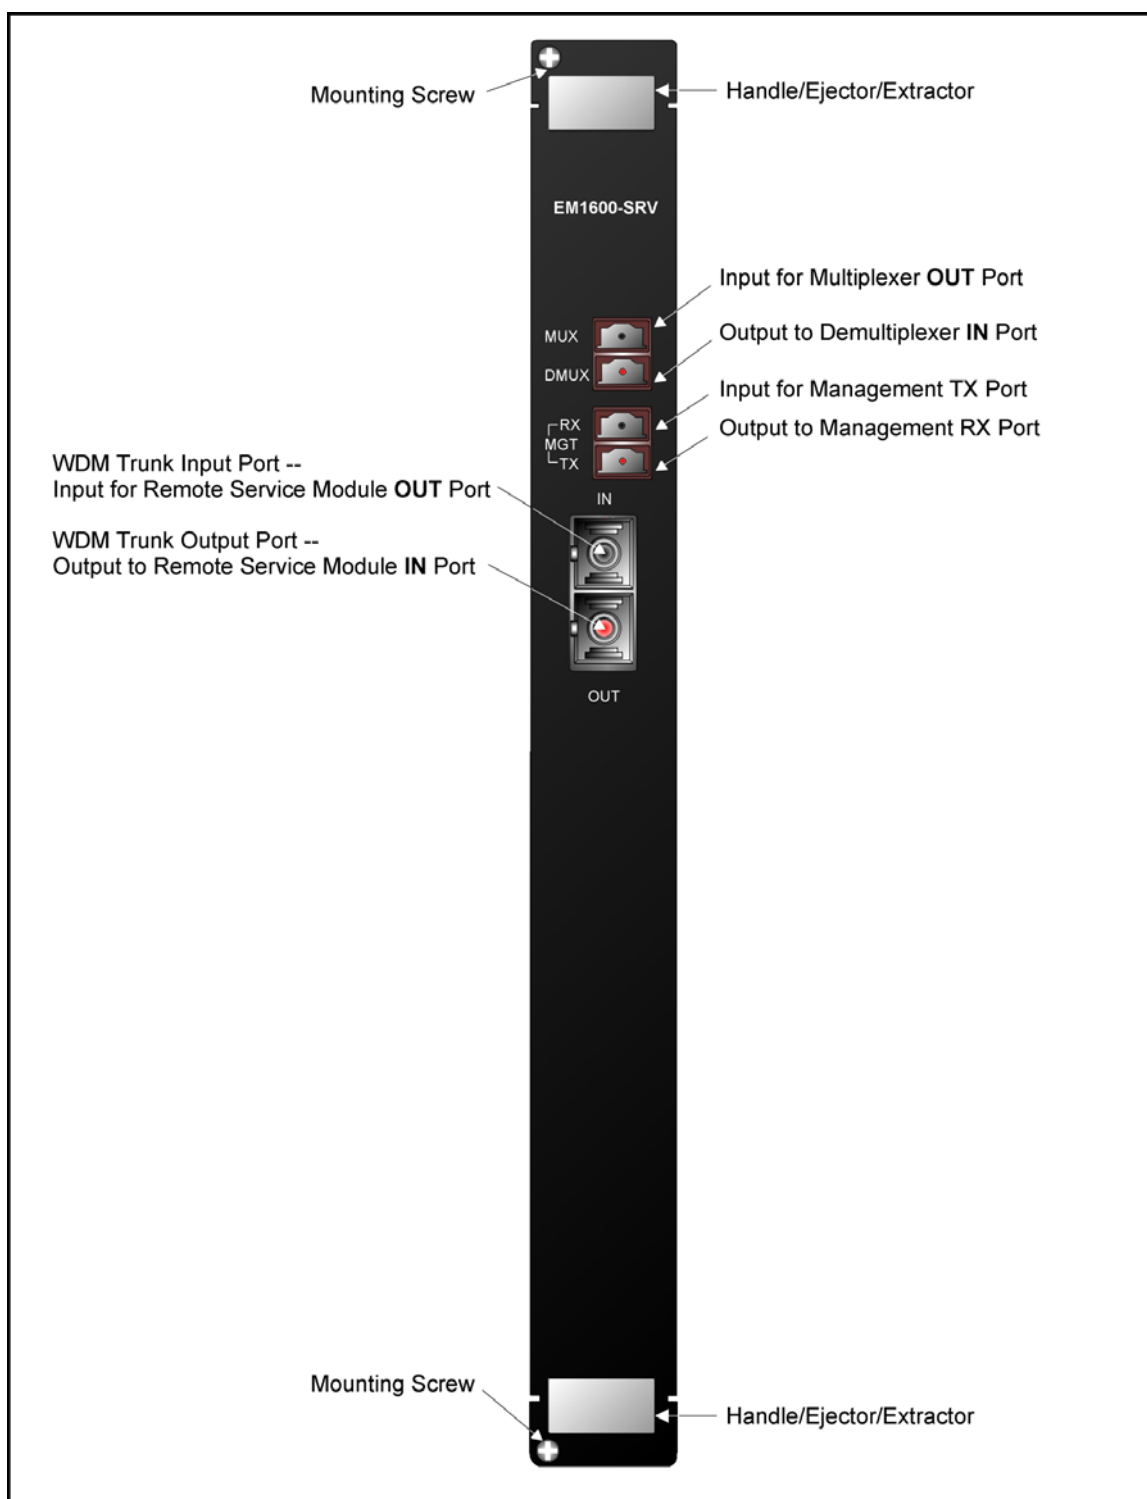 Mounting Screw
Handle/Ejector/Extractor
EM1600-SRV
Input for Multiplexer OUT Port
MUX
Output to Demultiplexer IN Port
DMUX
Input for Management TX Port
RX
MGT
TX
Output to Management RX Port
WDM Trunk Input Port --
Input for Remote Service Module OUT Port
IN
WDM Trunk Output Port --
Output to Remote Service Module IN Port
OUT
Mounting Screw
Handle/Ejector/Extractor